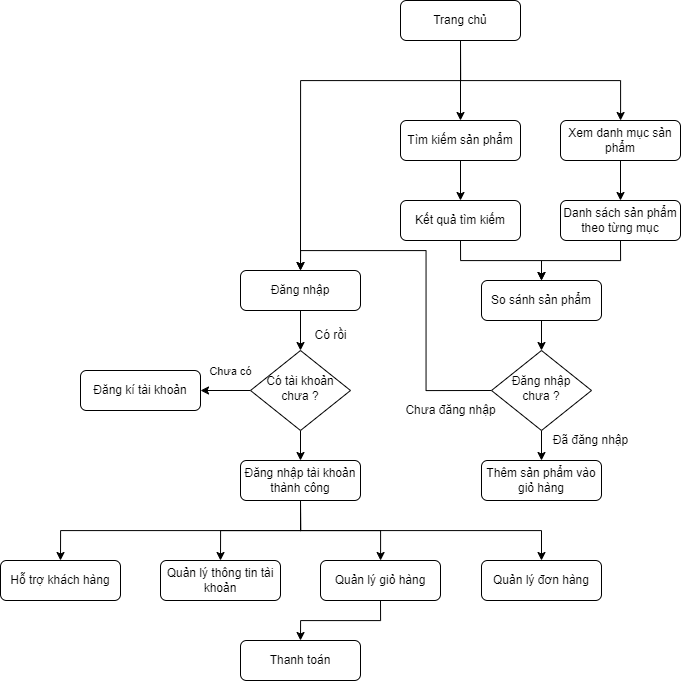 Trang chủ
Tìm kiếm sản phẩm
Xem danh mục sản
phẩm
Kết quả tìm kiếm
Danh sách sản phẩm
theo từng mục
Đăng nhập
So sánh sản phẩm
Có rồi
Chưa có
Đăng kí tài khoản
Có tài khoản
chưa ?
Đăng nhập
chưa ?
Chưa đăng nhập
Đã đăng nhập
Đăng nhập tài khoản
thành công
Thêm sản phẩm vào
giỏ hàng
Hỗ trợ khách hàng
Quản lý thông tin tài
khoản
Quản lý giỏ hàng
Quản lý đơn hàng
Thanh toán